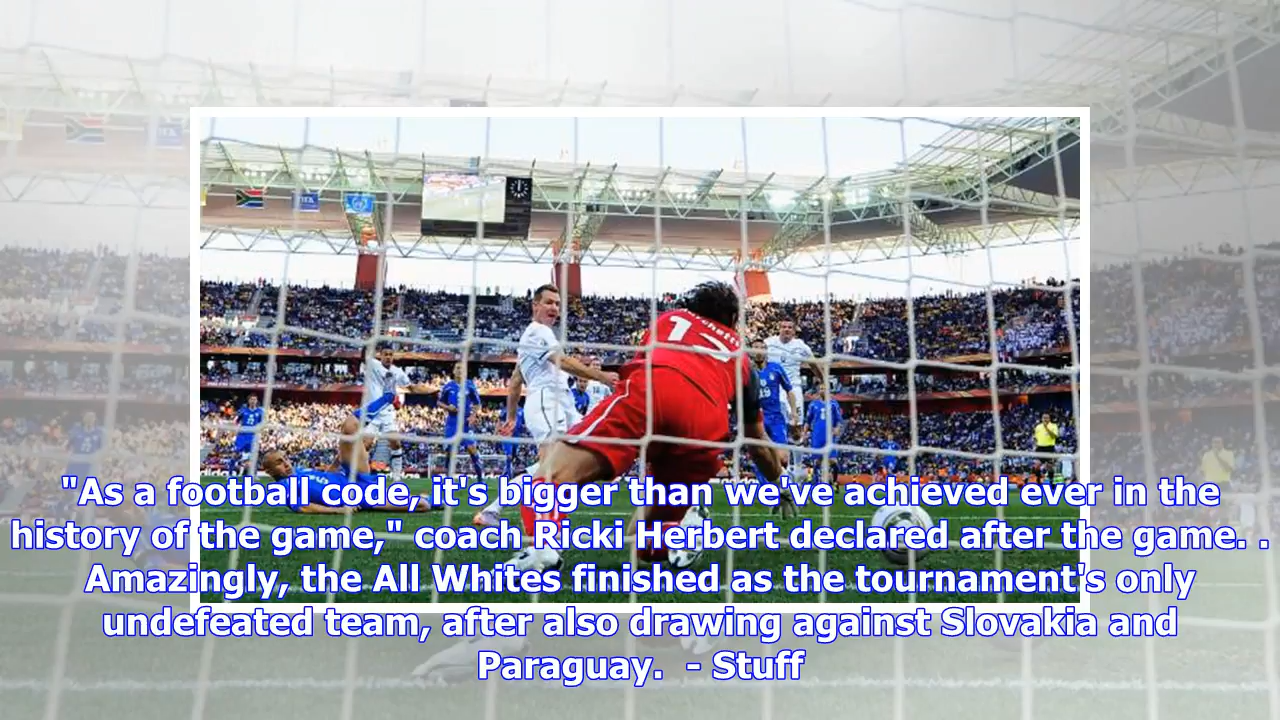 "As a football code, it's bigger than we've achieved ever in the
history of the game," coach Ricki Herbert declared after the game. .
Amazingly, the All Whites finished as the tournament's only
undefeated team, after also drawing against Slovakia and
Paraguay.  - Stuff